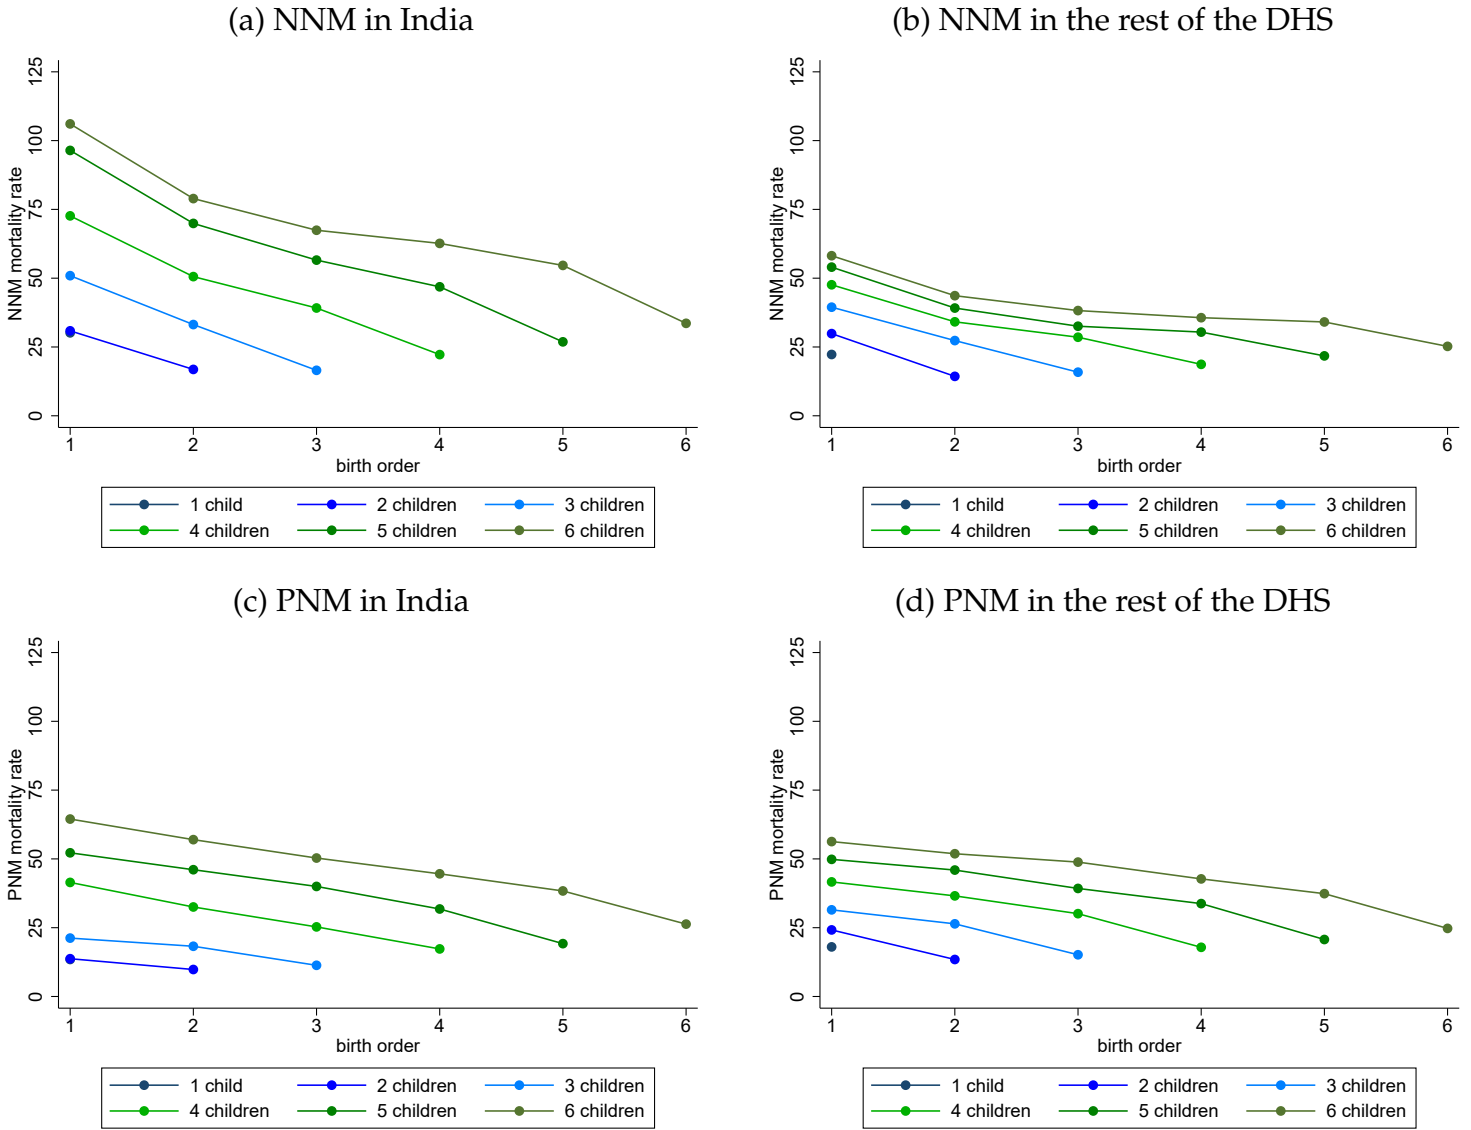 (a) NNM in India
NNM mortality rate
125
100
75
50
25
0
1 2 3 4 5 6
birth order
1 child 2 children 3 children
4 children 5 children 6 children
(b) NNM in the rest of the DHS
NNM mortality rate
125
100
75
50
25
0
1 2 3 4 5 6
birth order
1 child 2 children 3 children
4 children 5 children 6 children
(c) PNM in India
PNM mortality rate
125
100
75
50
25
0
1 2 3 4 5 6
birth order
1 child 2 children 3 children
4 children 5 children 6 children
(d) PNM in the rest of the DHS
PNM mortality rate
125
100
75
50
25
0
1 2 3 4 5 6
birth order
1 child 2 children 3 children
4 children 5 children 6 children